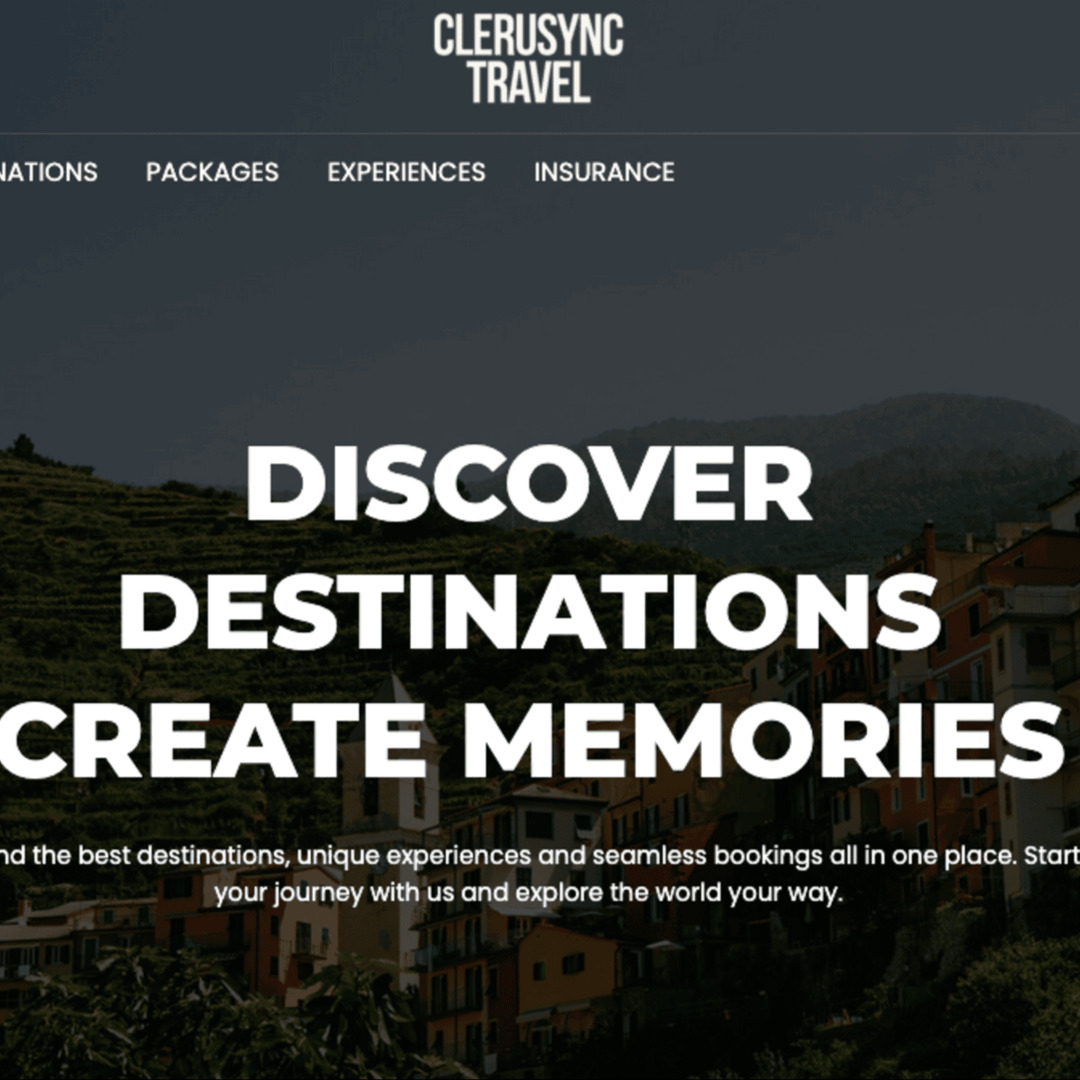 CLERUSYNC
TRAVEL
NATIONS PACKAGES EXPERIENCES INSURANCE
DISCOVER
DESTINATIONS
CREATE MEMORIES
nd the best destinations, unique experiences and seamless bookings all in one place. Start
your journey with us and explore the world your way.